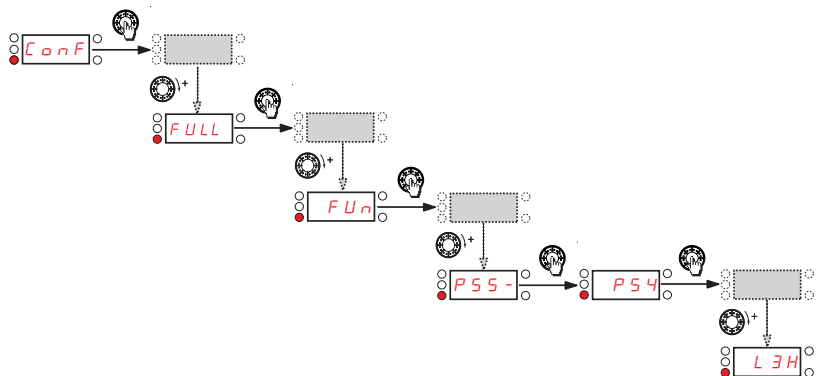 ConF
+
FULL
+
FUn
+
PSS-
PS4
+
L3H